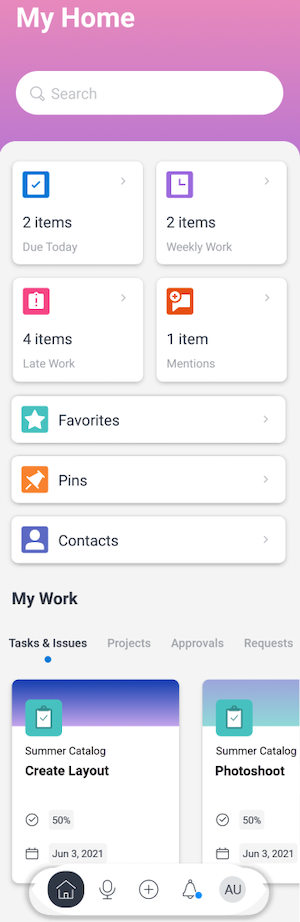 My Home
Search
2 items
Due Today
2 items
Weekly Work
4 items
Late Work
1 item
Mentions
Favorites
Pins
Contacts
My Work
Tasks & Issues Projects Approvals Requests
Summer Catalog
Create Layout
50%
Jun 3, 2021
Summer Catalog
Photoshoot
50%
Jun 3, 2021
AU